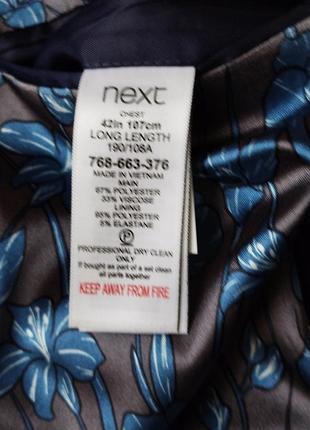 next
CHEST
42in 107cm
LONG LENGTH
190/108A
768-663-376
MADE IN VIETNAM
MAIN
67% POLYESTER
33% VISCOSE
LINING
95% POLYESTER
5% ELASTANE
P
PROFESSIONAL DRY CLEAN
ONLY
If bought as part of a set clean
all parts together
KEEP AWAY FROM FIRE